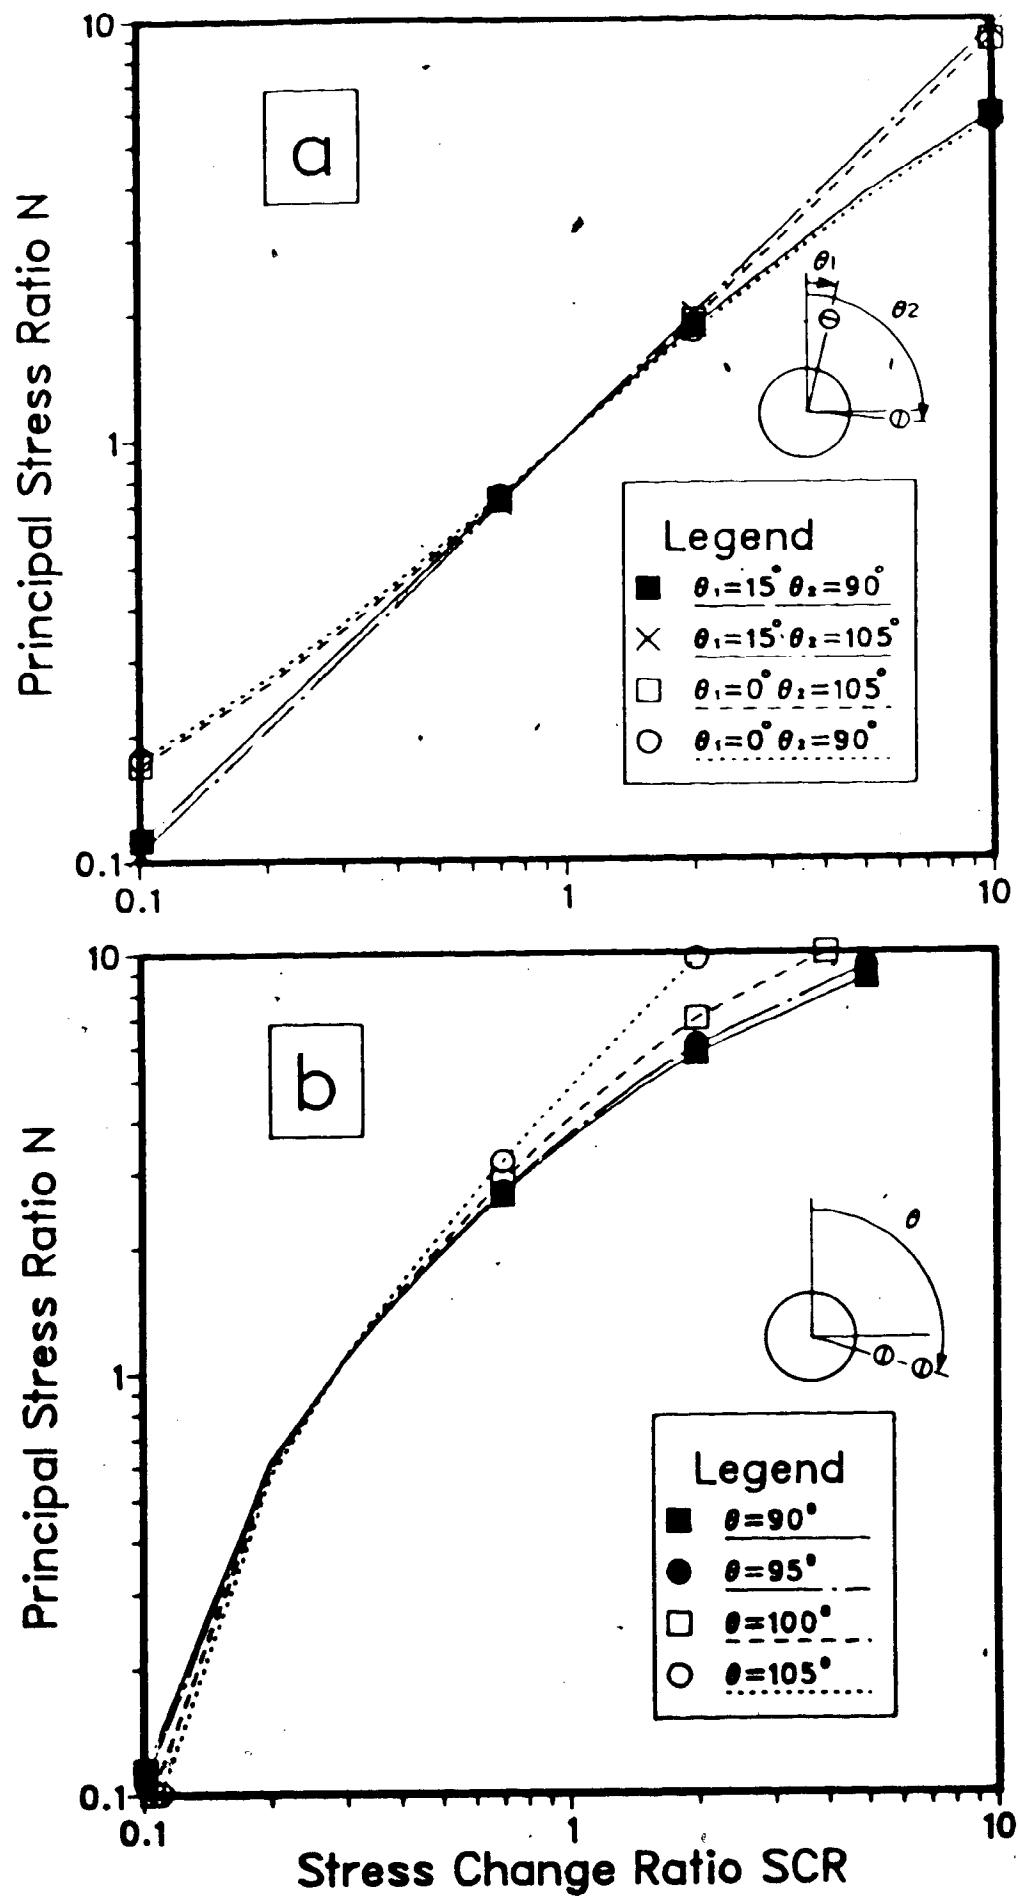 10
a
Principal Stress Ratio N
θ1
θ2
1
Legend
θ₁=15° θ₂=90°
θ₁=15° θ₂=105°
θ₁=0° θ₂=105°
θ₁=0° θ₂=90°
0.1
0.1
1
10
10
b
Principal Stress Ratio N
θ
1
Legend
θ=90°
θ=95°
θ=100°
θ=105°
0.1
0.1
1
10
Stress Change Ratio SCR